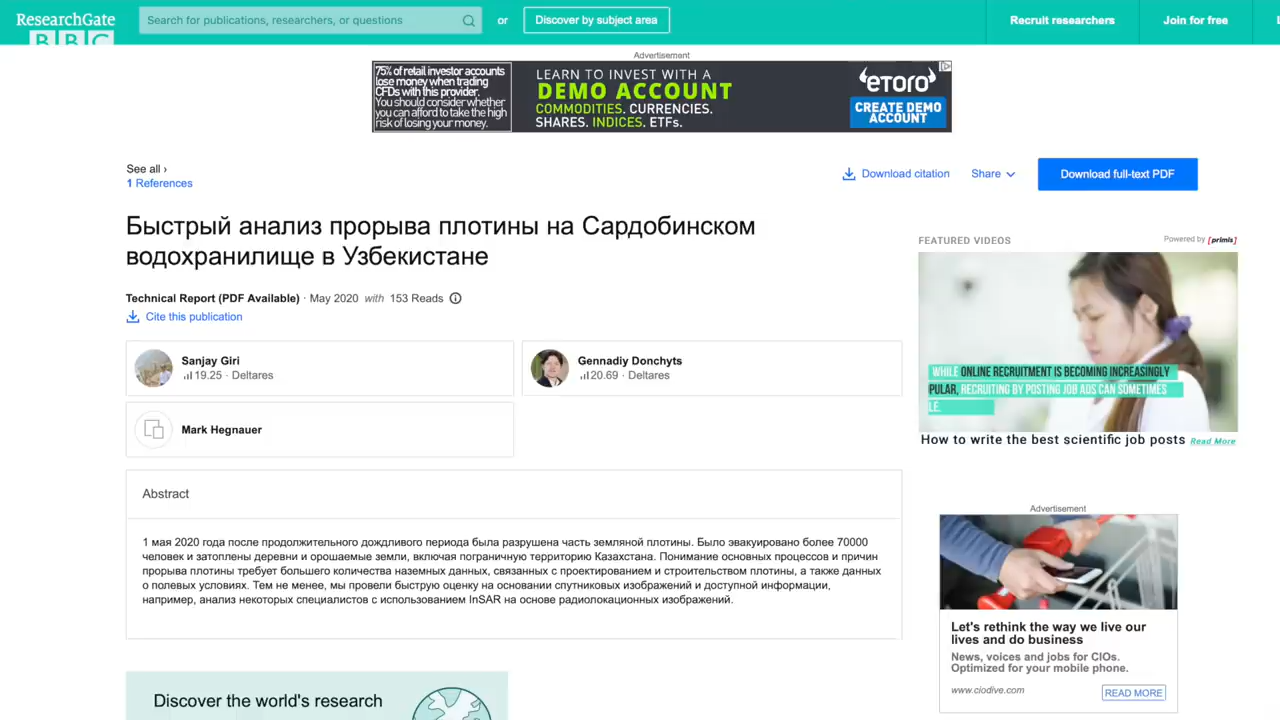 ResearchGate
Search for publications, researchers, or questions
or
Discover by subject area
Recruit researchers
Join for free
BBC
Advertisement
75% of retail investor accounts
lose money when trading
CFDs with this provider.
You should consider whether
you can afford to take the high
risk of losing your money.
LEARN TO INVEST WITH A
DEMO ACCOUNT
COMMODITIES. CURRENCIES.
SHARES. INDICES. ETFs.
eTORO
CREATE DEMO
ACCOUNT
See all ›
1 References
Download citation
Share
Download full-text PDF
Быстрый анализ прорыва плотины на Сардобинском
водохранилище в Узбекистане
Technical Report (PDF Available) · May 2020 with 153 Reads
Cite this publication
Sanjay Giri
19.25 · Deltares
Gennadiy Donchyts
20.69 · Deltares
Mark Hegnauer
Abstract
1 мая 2020 года после продолжительного дождливого периода была разрушена часть земляной плотины. Было эвакуировано более 70000
человек и затоплены деревни и орошаемые земли, включая пограничную территорию Казахстана. Понимание основных процессов и причин
прорыва плотины требует большего количества наземных данных, связанных с проектированием и строительством плотины, а также данных
о полевых условиях. Тем не менее, мы провели быструю оценку на основании спутниковых изображений и доступной информации,
например, анализ некоторых специалистов с использованием InSAR на основе радиолокационных изображений.
Discover the world's research
FEATURED VIDEOS
Powered by [primis]
WHILE ONLINE RECRUITMENT IS BECOMING INCREASINGLY
PULAR, RECRUITING BY POSTING JOB ADS CAN SOMETIMES
LE.
How to write the best scientific job posts Read More
Advertisement
Let's rethink the way we live our
lives and do business
News, voices and jobs for CIOs.
Optimized for your mobile phone.
www.ciodive.com
READ MORE